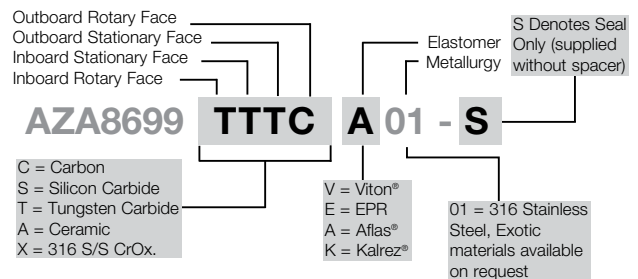 Outboard Rotary Face
Outboard Stationary Face
Inboard Stationary Face
Inboard Rotary Face
Elastomer
Metallurgy
S Denotes Seal
Only (supplied
without spacer)
AZA8699 TTTC A 01 - S
C = Carbon
S = Silicon Carbide
T = Tungsten Carbide
A = Ceramic
X = 316 S/S CrOx.
V = Viton®
E = EPR
A = Aflas®
K = Kalrez®
01 = 316 Stainless
Steel, Exotic
materials available
on request